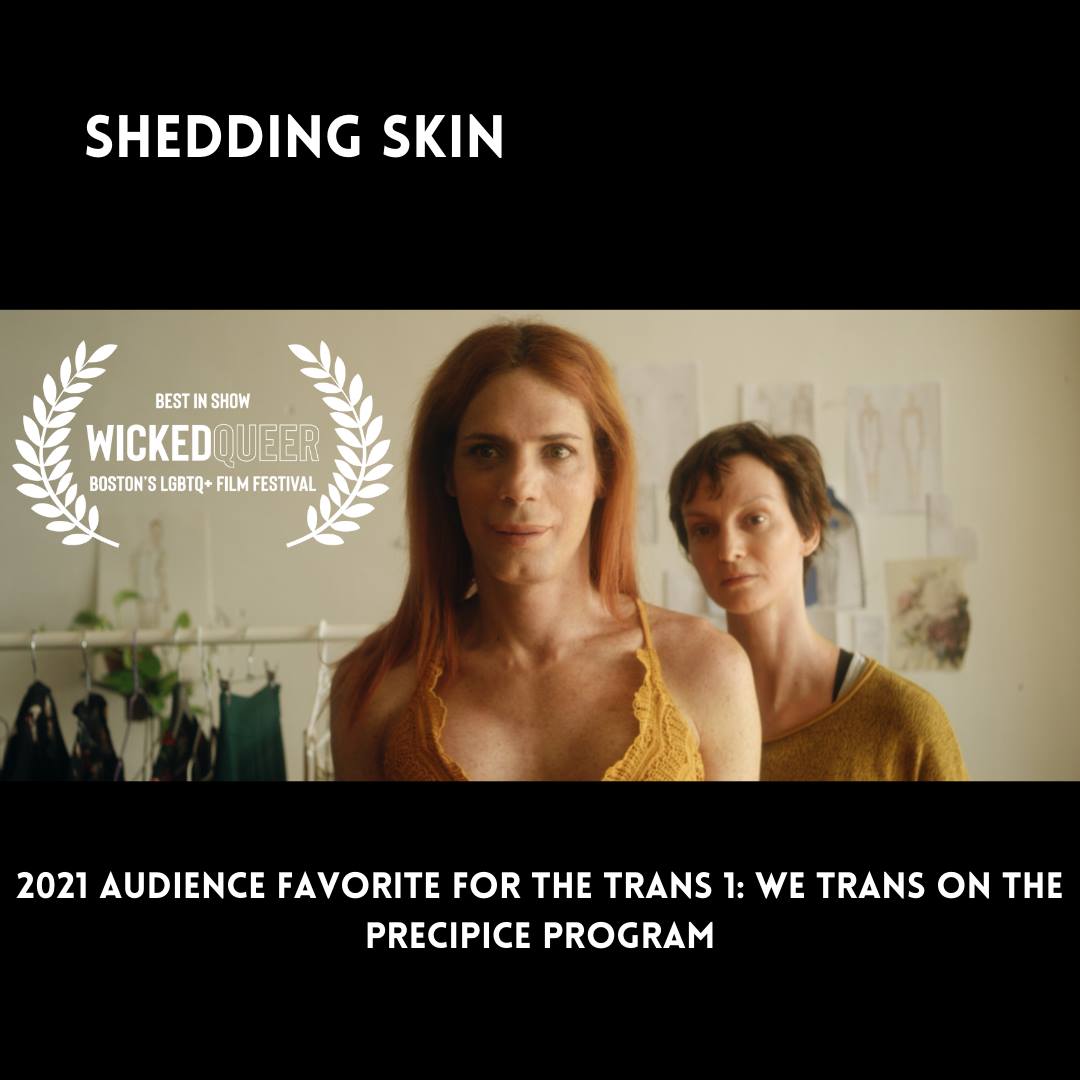 SHEDDING SKIN
BEST IN SHOW
WICKEDQUEER
BOSTON'S LGBTQ+ FILM FESTIVAL
2021 AUDIENCE FAVORITE FOR THE TRANS 1: WE TRANS ON THE
PRECIPICE PROGRAM